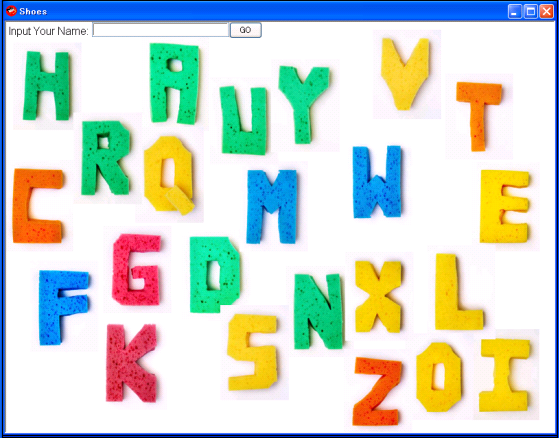 Shoes
Input Your Name: GO
H A U Y V T
R Q M W
C E
G D
F N X L
K S Z O I